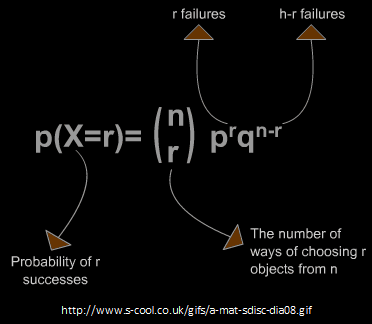 r failures
h-r failures
p(X=r)= (n r) p^r q^n-r
Probability of r
successes
The number of
ways of choosing r
objects from n
http://www.s-cool.co.uk/gifs/a-mat-sdisc-dia08.gif